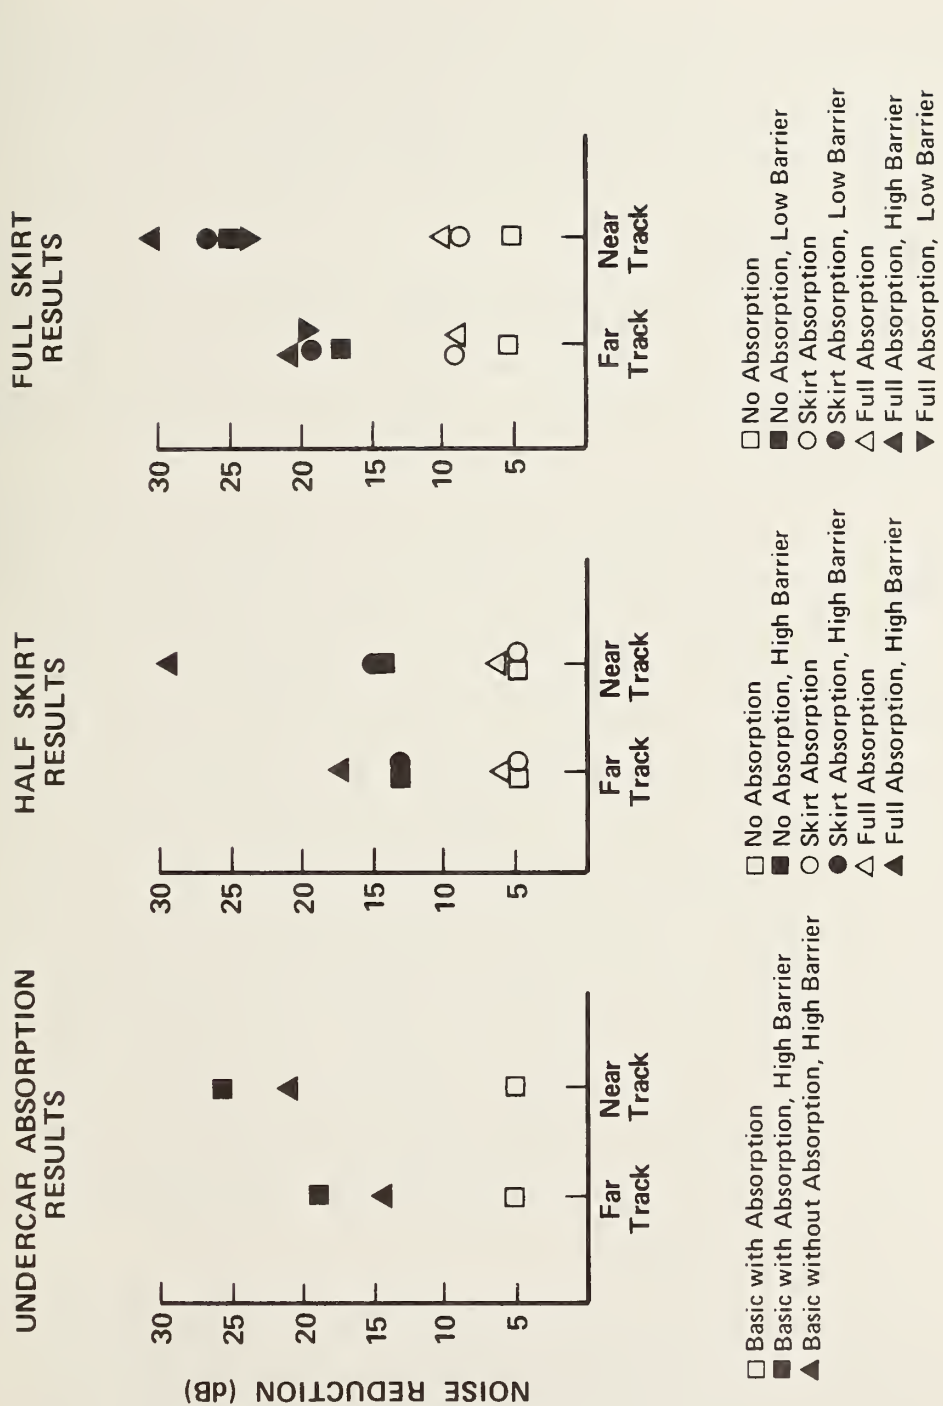 UNDERCAR ABSORPTION
RESULTS
NOISE REDUCTION (dB)
30
25
20
15
10
5
Far
Track
Near
Track
□ Basic with Absorption
■ Basic with Absorption, High Barrier
▲ Basic without Absorption, High Barrier
HALF SKIRT
RESULTS
30
25
20
15
10
5
Far
Track
Near
Track
□ No Absorption
■ No Absorption, High Barrier
○ Skirt Absorption
● Skirt Absorption, High Barrier
△ Full Absorption
▲ Full Absorption, High Barrier
FULL SKIRT
RESULTS
30
25
20
15
10
5
Far
Track
Near
Track
□ No Absorption
■ No Absorption, Low Barrier
○ Skirt Absorption
● Skirt Absorption, Low Barrier
△ Full Absorption
▲ Full Absorption, High Barrier
▼ Full Absorption, Low Barrier